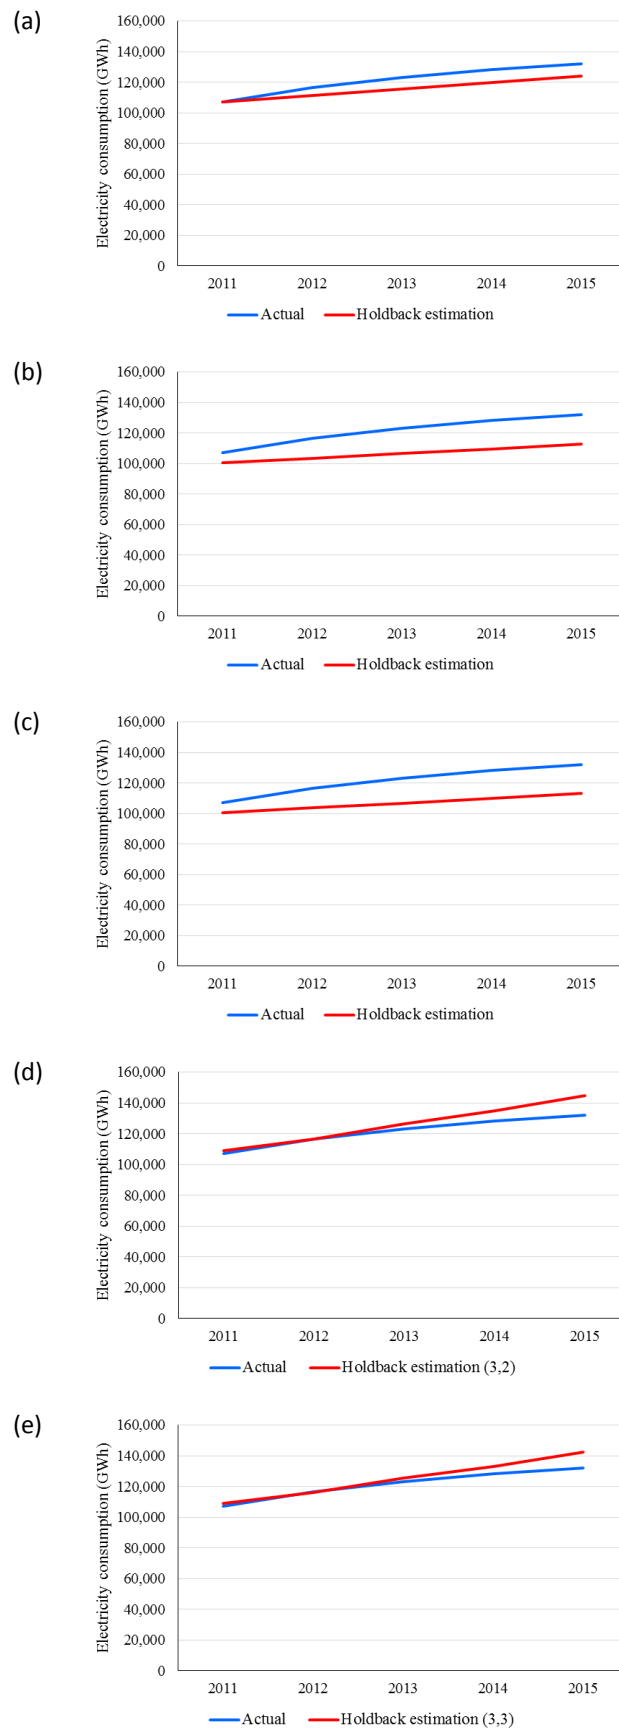 (a)
Electricity consumption (GWh)
160,000
140,000
120,000
100,000
80,000
60,000
40,000
20,000
0
2011 2012 2013 2014 2015
Actual Holdback estimation
(b)
Electricity consumption (GWh)
160,000
140,000
120,000
100,000
80,000
60,000
40,000
20,000
0
2011 2012 2013 2014 2015
Actual Holdback estimation
(c)
Electricity consumption (GWh)
160,000
140,000
120,000
100,000
80,000
60,000
40,000
20,000
0
2011 2012 2013 2014 2015
Actual Holdback estimation
(d)
Electricity consumption (GWh)
160,000
140,000
120,000
100,000
80,000
60,000
40,000
20,000
0
2011 2012 2013 2014 2015
Actual Holdback estimation (3,2)
(e)
Electricity consumption (GWh)
160,000
140,000
120,000
100,000
80,000
60,000
40,000
20,000
0
2011 2012 2013 2014 2015
Actual Holdback estimation (3,3)